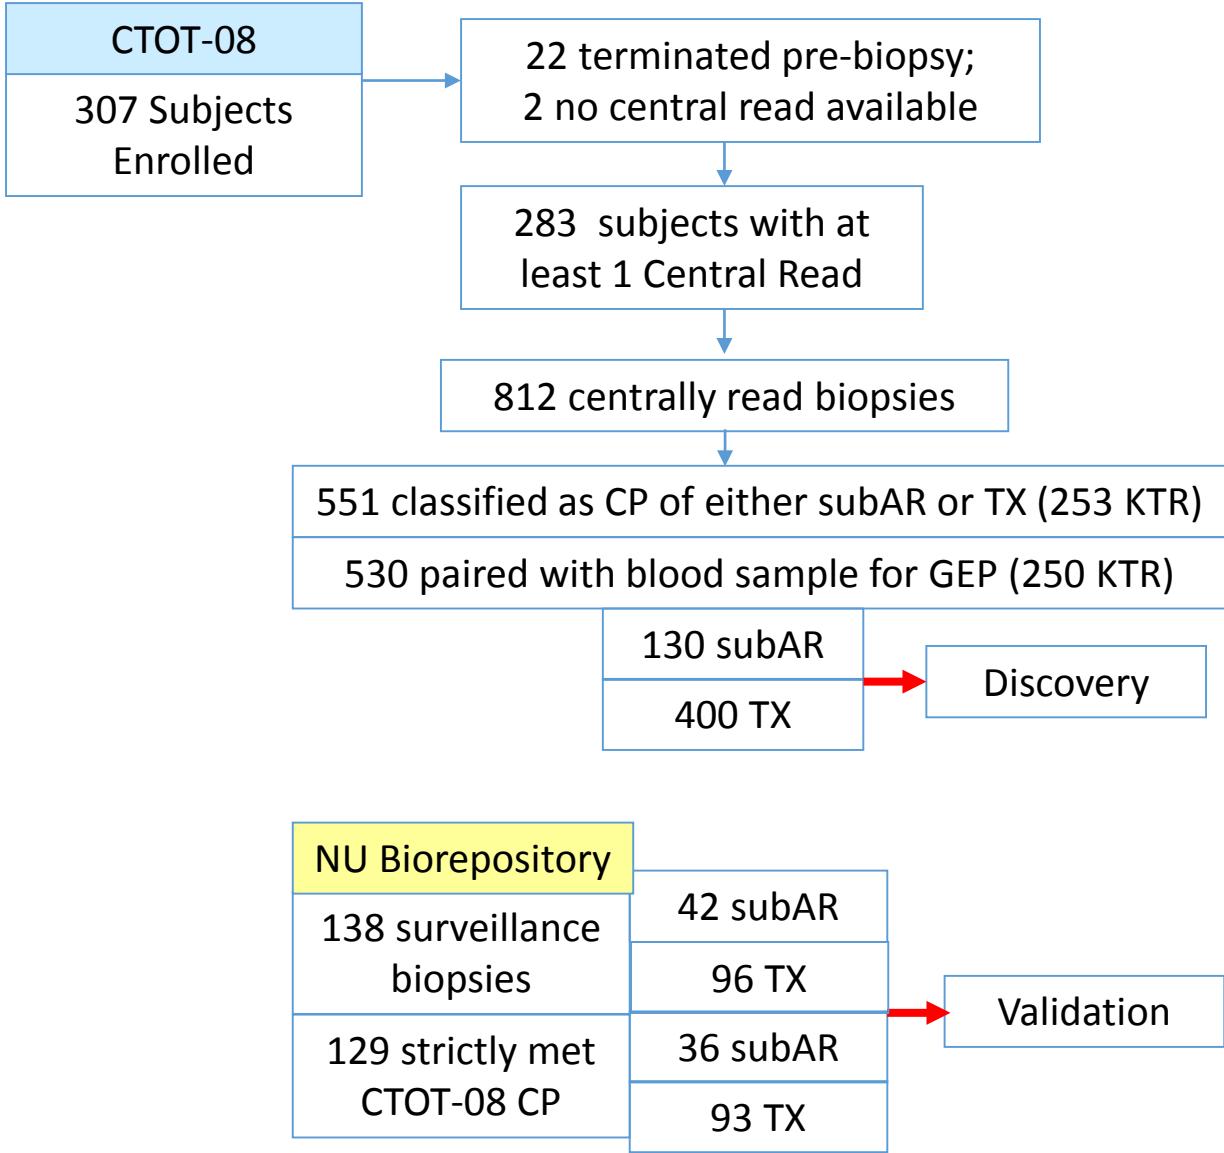 CTOT-08
307 Subjects
Enrolled
22 terminated pre-biopsy;
2 no central read available
283 subjects with at
least 1 Central Read
812 centrally read biopsies
551 classified as CP of either subAR or TX (253 KTR)
530 paired with blood sample for GEP (250 KTR)
130 subAR
400 TX
Discovery
NU Biorepository
138 surveillance
biopsies
42 subAR
96 TX
129 strictly met
CTOT-08 CP
36 subAR
93 TX
Validation